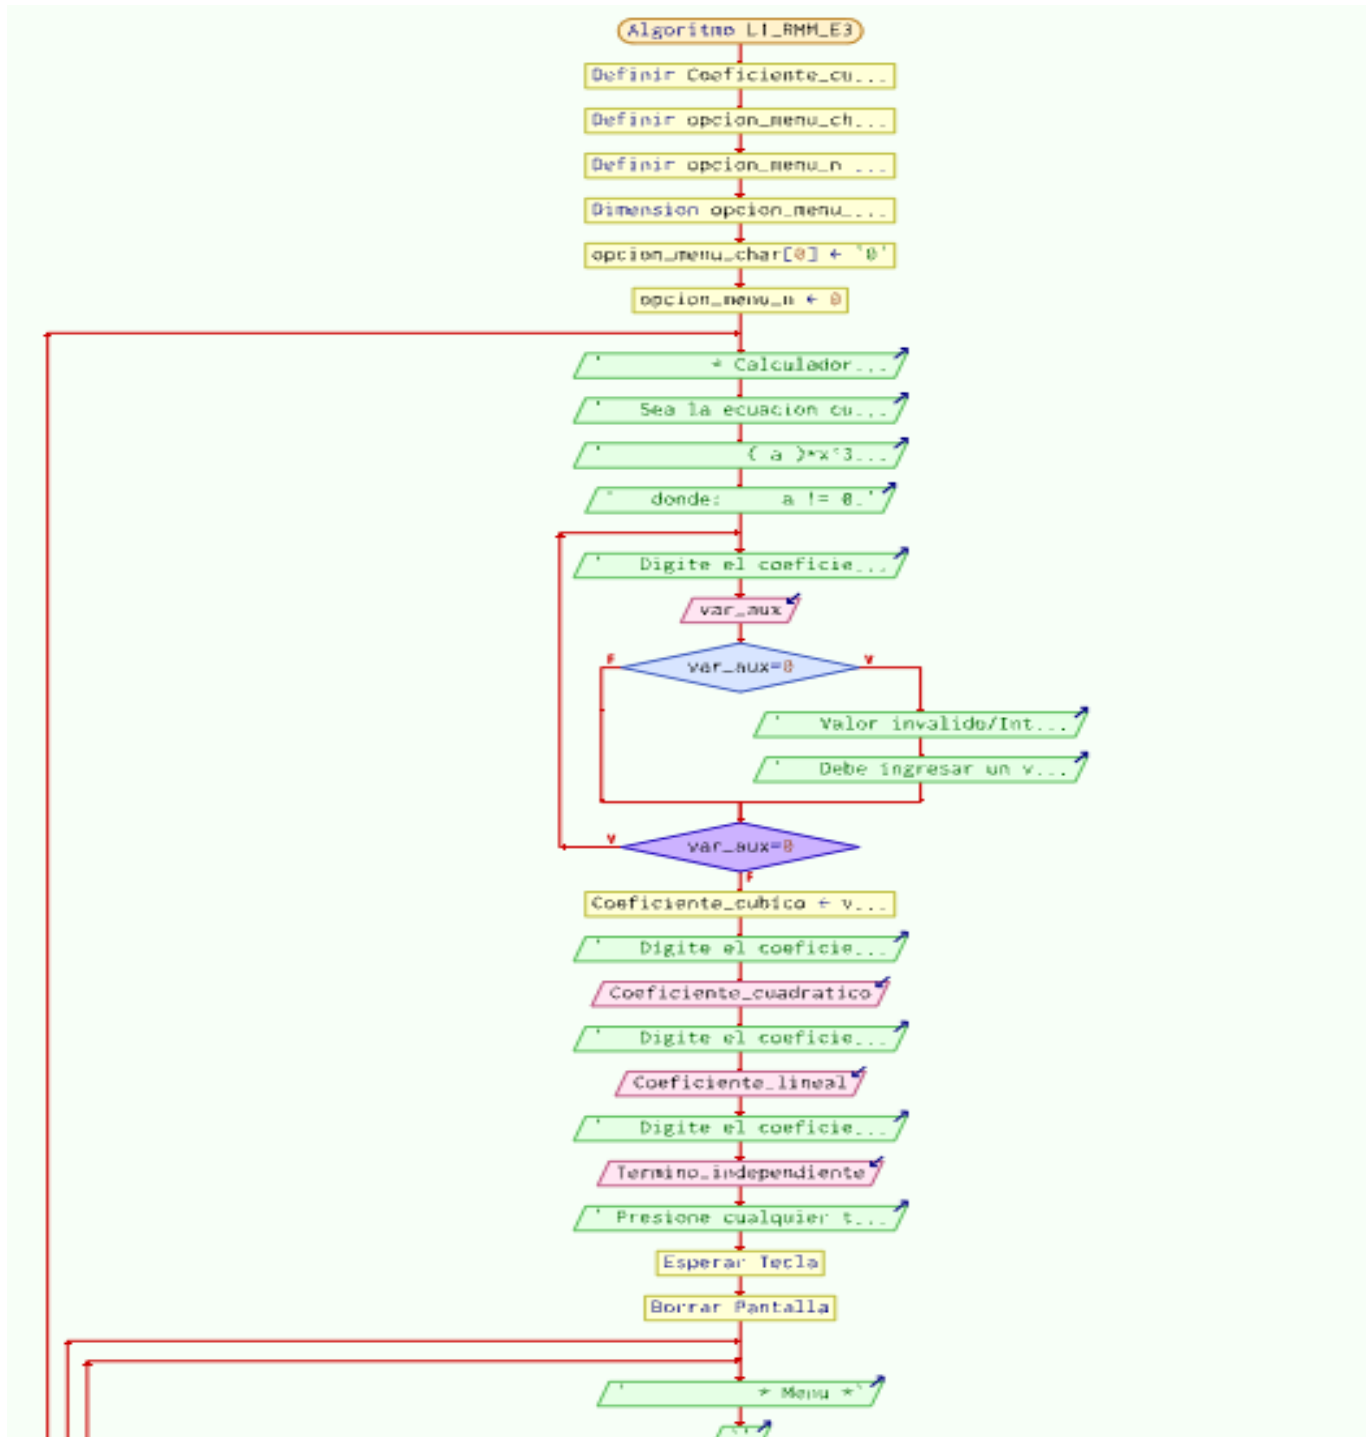 Algoritmo L1_RMM_E3
Definir Coeficiente_cu...
Definir opcion_menu_ch...
Definir opcion_menu_n ...
Dimension opcion_menu_...
opcion_menu_char[0] ← '0'
opcion_menu_n ← 0
' * Calculador...
' Sea la ecuacion cu...
' ( a )*x^3...
' donde: a != 0.'
' Digite el coeficie...
var_aux
F var_aux=0 V
' Valor invalido/Int...
' Debe ingresar un v...
V var_aux=0
F
Coeficiente_cubico ← v...
' Digite el coeficie...
Coeficiente_cuadratico
' Digite el coeficie...
Coeficiente_lineal
' Digite el coeficie...
Termino_independiente
' Presione cualquier t...
Esperar Tecla
Borrar Pantalla
' * Menu *'